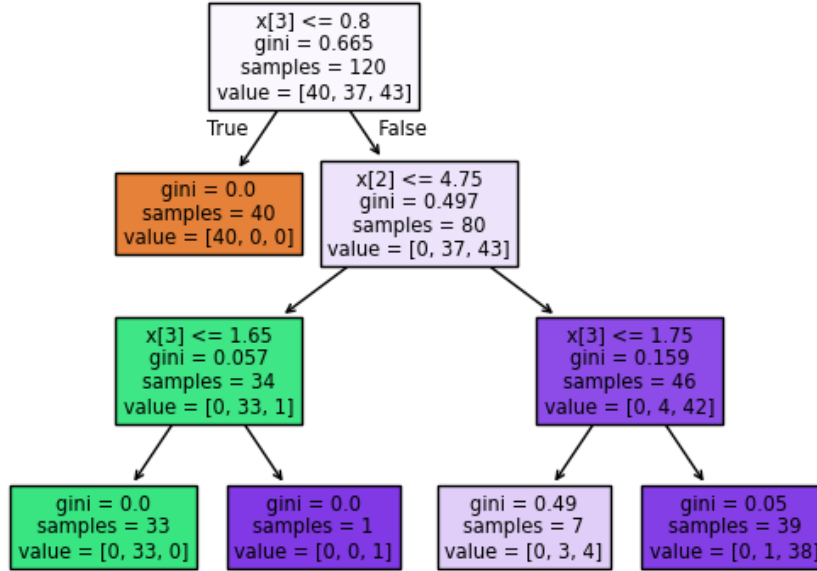 x[3] <= 0.8
gini = 0.665
samples = 120
value = [40, 37, 43]
True
False
gini = 0.0
samples = 40
value = [40, 0, 0]
x[2] <= 4.75
gini = 0.497
samples = 80
value = [0, 37, 43]
x[3] <= 1.65
gini = 0.057
samples = 34
value = [0, 33, 1]
x[3] <= 1.75
gini = 0.159
samples = 46
value = [0, 4, 42]
gini = 0.0
samples = 33
value = [0, 33, 0]
gini = 0.0
samples = 1
value = [0, 0, 1]
gini = 0.49
samples = 7
value = [0, 3, 4]
gini = 0.05
samples = 39
value = [0, 1, 38]